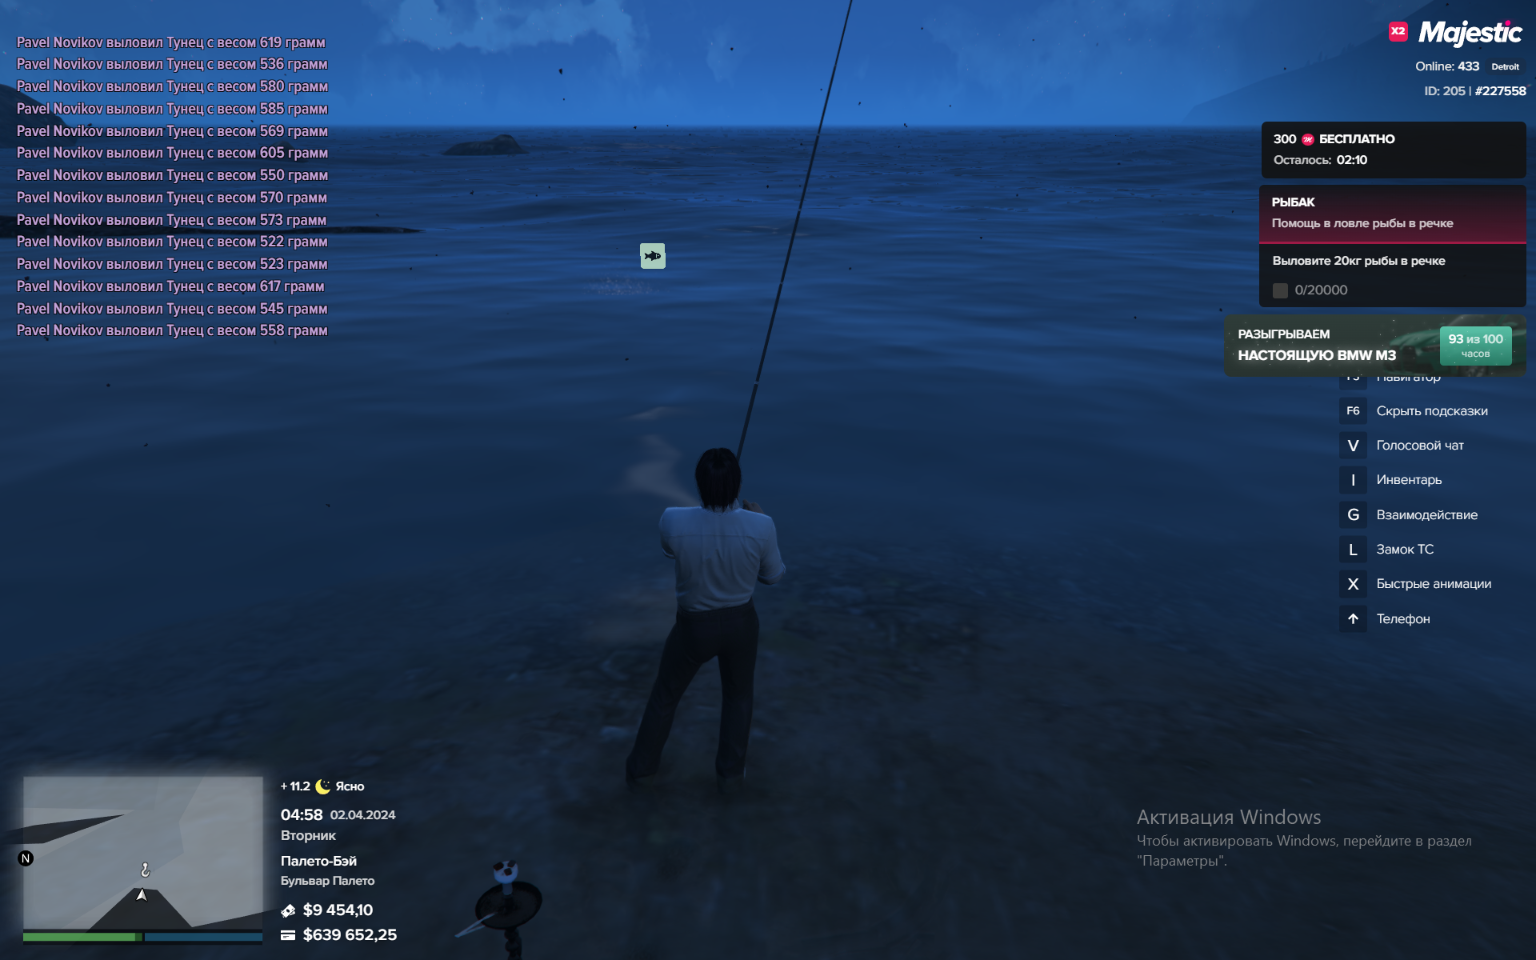 Pavel Novikov выловил Тунец с весом 619 грамм
Pavel Novikov выловил Тунец с весом 536 грамм
Pavel Novikov выловил Тунец с весом 580 грамм
Pavel Novikov выловил Тунец с весом 585 грамм
Pavel Novikov выловил Тунец с весом 569 грамм
Pavel Novikov выловил Тунец с весом 605 грамм
Pavel Novikov выловил Тунец с весом 550 грамм
Pavel Novikov выловил Тунец с весом 570 грамм
Pavel Novikov выловил Тунец с весом 573 грамм
Pavel Novikov выловил Тунец с весом 522 грамм
Pavel Novikov выловил Тунец с весом 523 грамм
Pavel Novikov выловил Тунец с весом 617 грамм
Pavel Novikov выловил Тунец с весом 545 грамм
Pavel Novikov выловил Тунец с весом 558 грамм
X2 Majestic
Online: 433 Detroit
ID: 205 | #227558
300 БЕСПЛАТНО
Осталось: 02:10
РЫБАК
Помощь в ловле рыбы в речке
Выловите 20кг рыбы в речке
0/20000
РАЗЫГРЫВАЕМ
НАСТОЯЩУЮ BMW M3
93 из 100
часов
Навигатор
F6 Скрыть подсказки
V Голосовой чат
I Инвентарь
G Взаимодействие
L Замок ТС
X Быстрые анимации
Телефон
N
+ 11.2 Ясно
04:58 02.04.2024
Вторник
Палето-Бэй
Бульвар Палето
$9 454,10
$639 652,25
Активация Windows
Чтобы активировать Windows, перейдите в раздел
"Параметры".